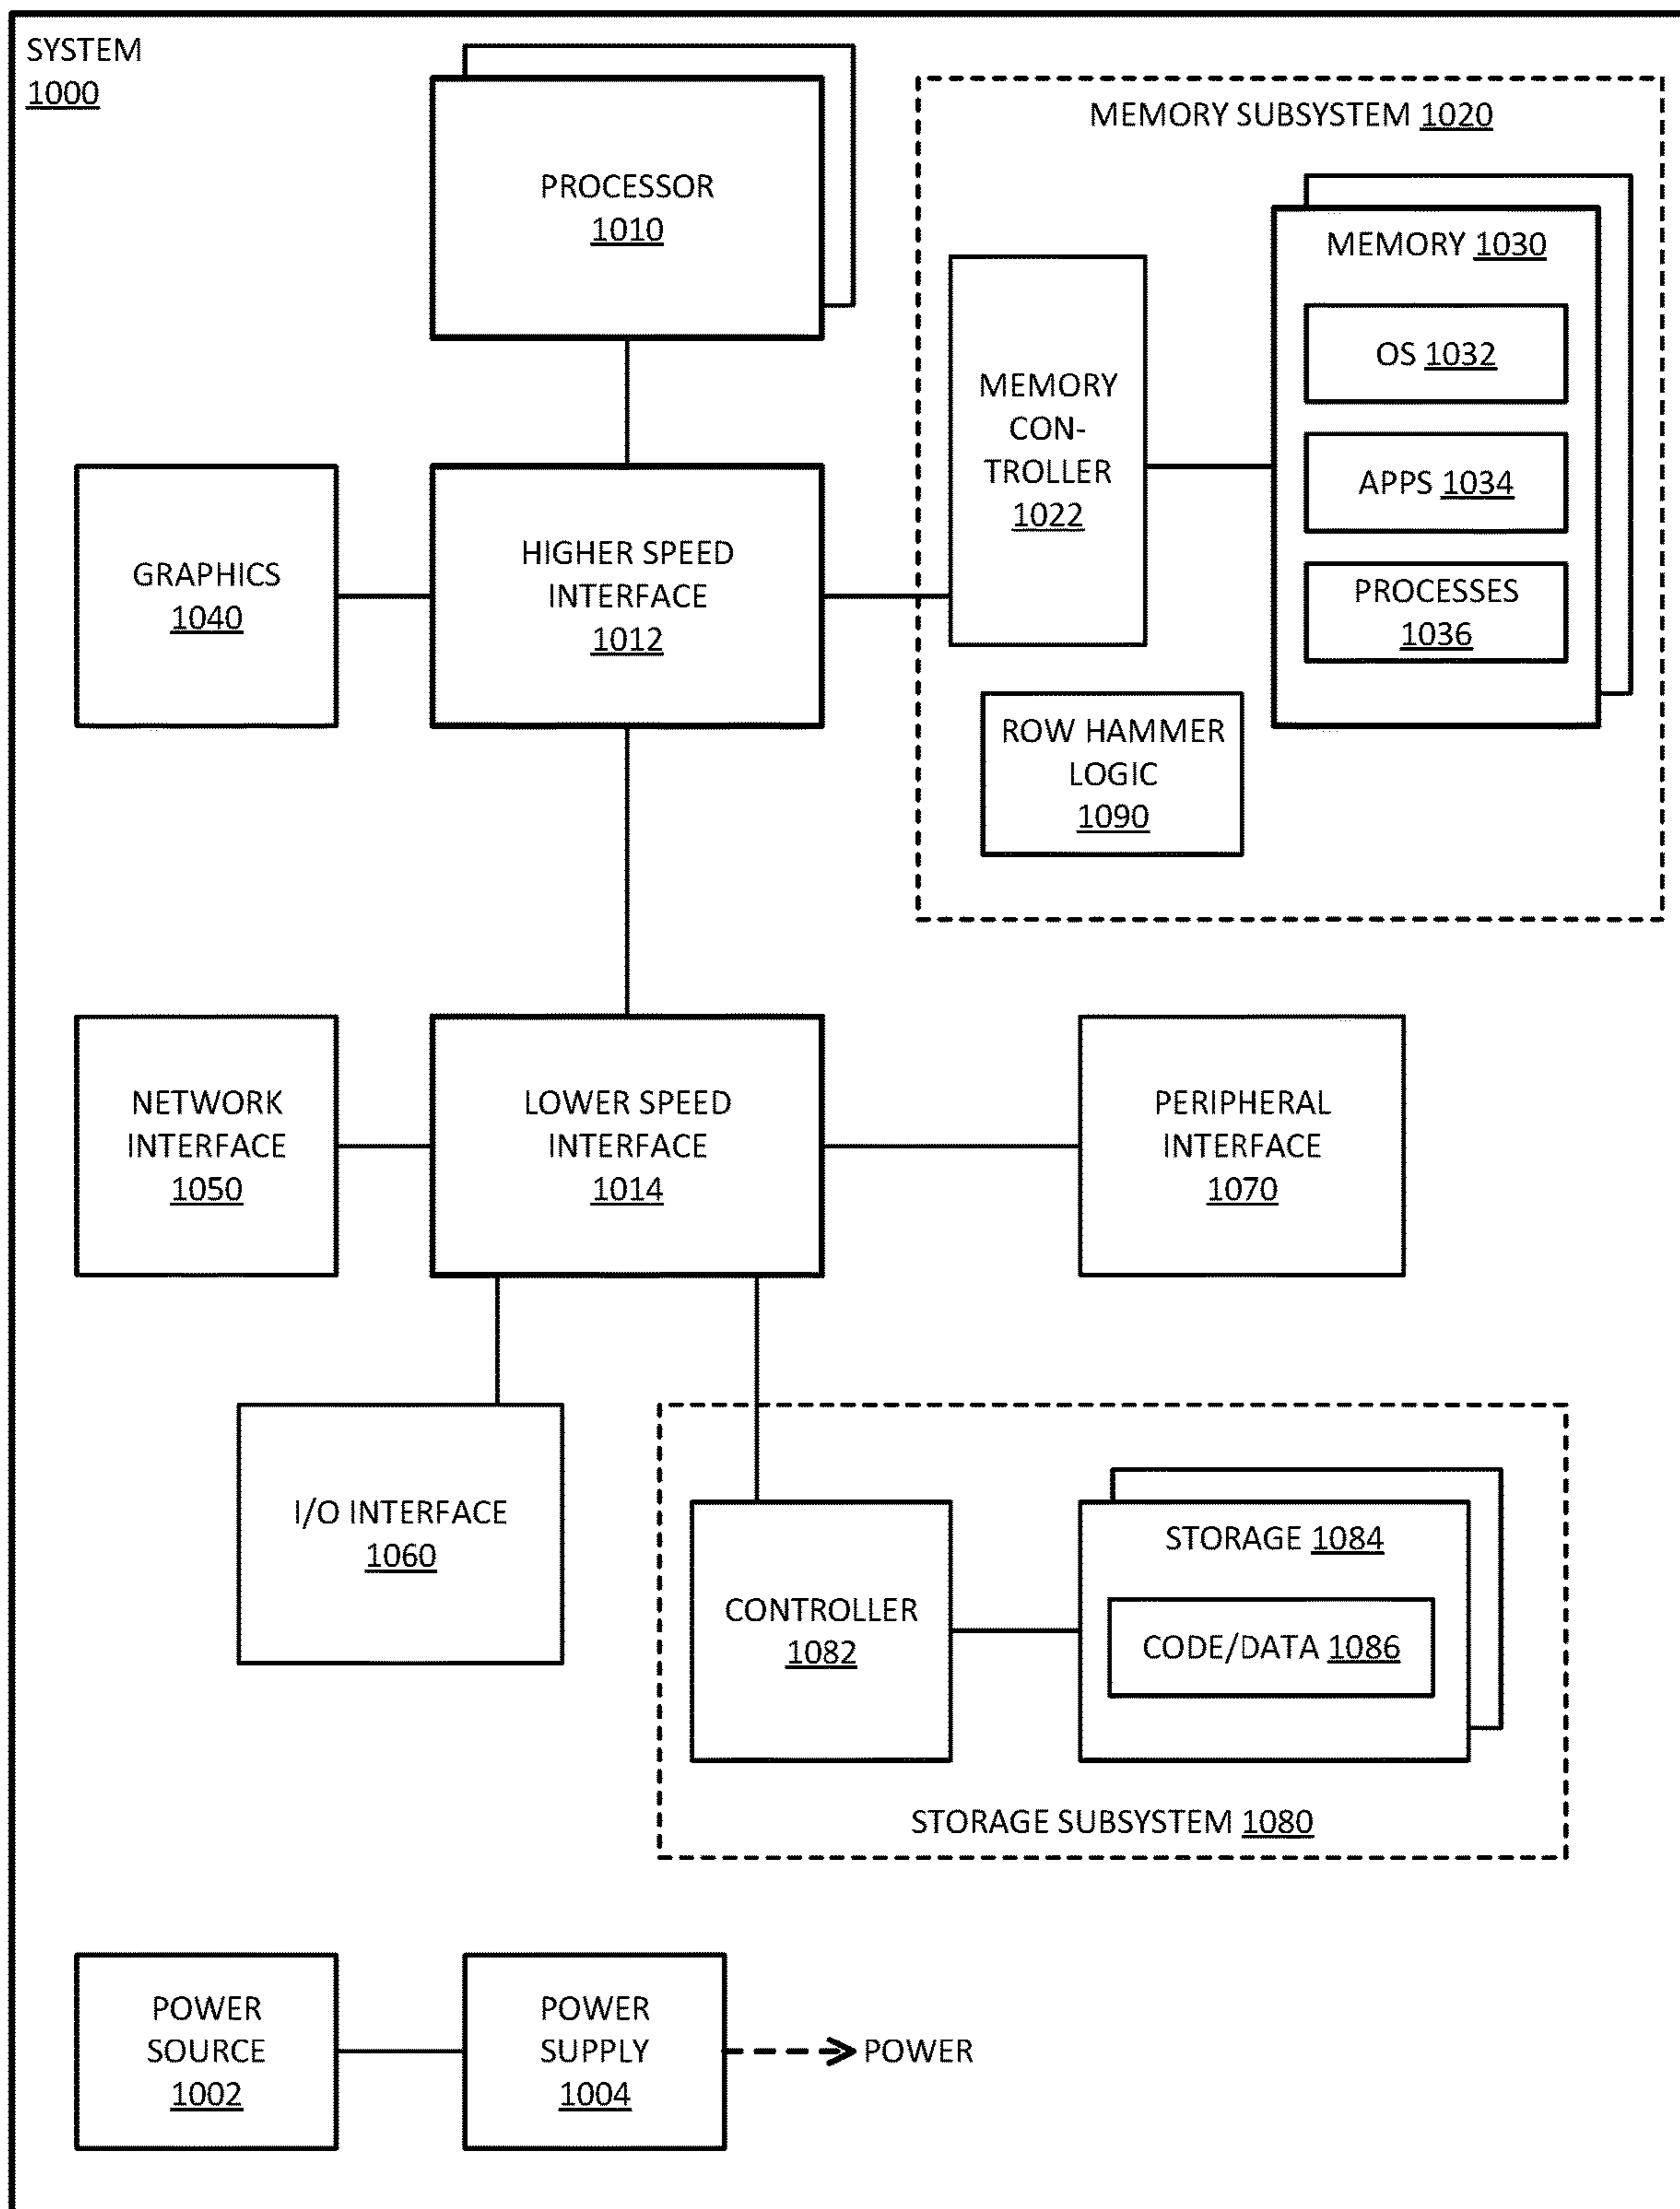 SYSTEM
1000
PROCESSOR
1010
MEMORY SUBSYSTEM 1020
MEMORY
CON-
TROLLER
1022
MEMORY 1030
OS 1032
APPS 1034
PROCESSES
1036
ROW HAMMER
LOGIC
1090
GRAPHICS
1040
HIGHER SPEED
INTERFACE
1012
NETWORK
INTERFACE
1050
LOWER SPEED
INTERFACE
1014
PERIPHERAL
INTERFACE
1070
I/O INTERFACE
1060
CONTROLLER
1082
STORAGE 1084
CODE/DATA 1086
STORAGE SUBSYSTEM 1080
POWER
SOURCE
1002
POWER
SUPPLY
1004
POWER